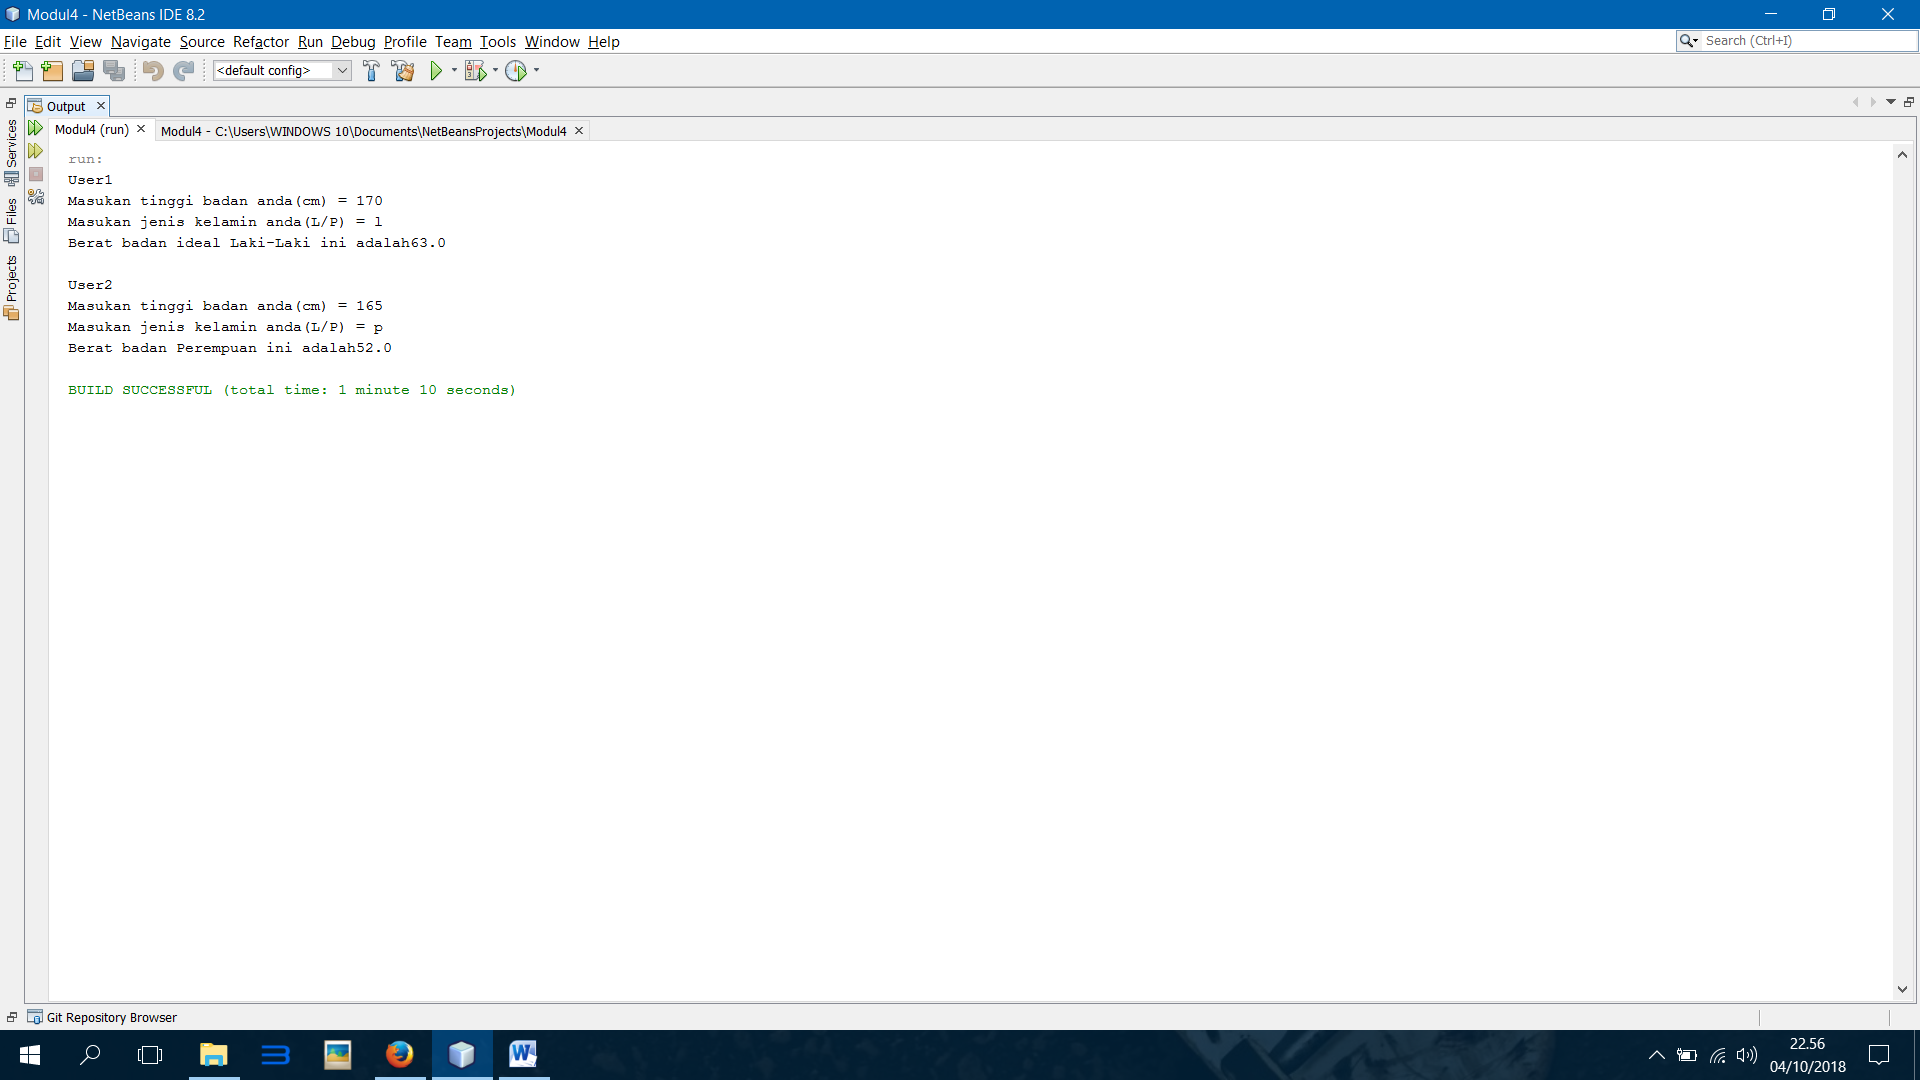 Modul4 - NetBeans IDE 8.2
File Edit View Navigate Source Refactor Run Debug Profile Team Tools Window Help
Search (Ctrl+I)
<default config>
Output
Modul4 (run)
Modul4 - C:\Users\WINDOWS 10\Documents\NetBeansProjects\Modul4
Services
Files
Projects
run:
User1
Masukan tinggi badan anda(cm) = 170
Masukan jenis kelamin anda(L/P) = l
Berat badan ideal Laki-Laki ini adalah63.0
User2
Masukan tinggi badan anda(cm) = 165
Masukan jenis kelamin anda(L/P) = p
Berat badan Perempuan ini adalah52.0
BUILD SUCCESSFUL (total time: 1 minute 10 seconds)
Git Repository Browser
22.56
04/10/2018